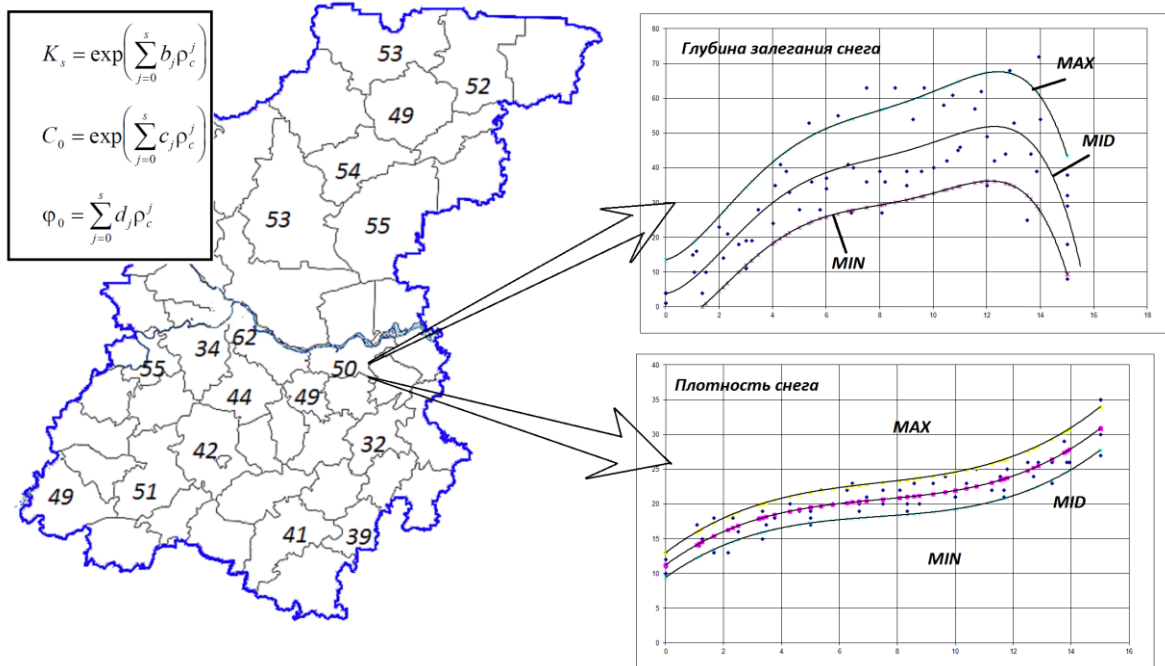 K_s = exp(∑_{j=0}^{s} b_j ρ_c^j)
C_0 = exp(∑_{j=0}^{s} c_j ρ_c^j)
φ_0 = ∑_{j=0}^{s} d_j ρ_c^j
53
52
49
54
53
55
62
34
55
50
44
49
42
32
49
51
41
39
Глубина залегания снега
MAX
MID
MIN
80
70
60
50
40
30
20
10
0
0 2 4 6 8 10 12 14 16 18
Плотность снега
MAX
MID
MIN
40
35
30
25
20
15
10
5
0
0 2 4 6 8 10 12 14 16